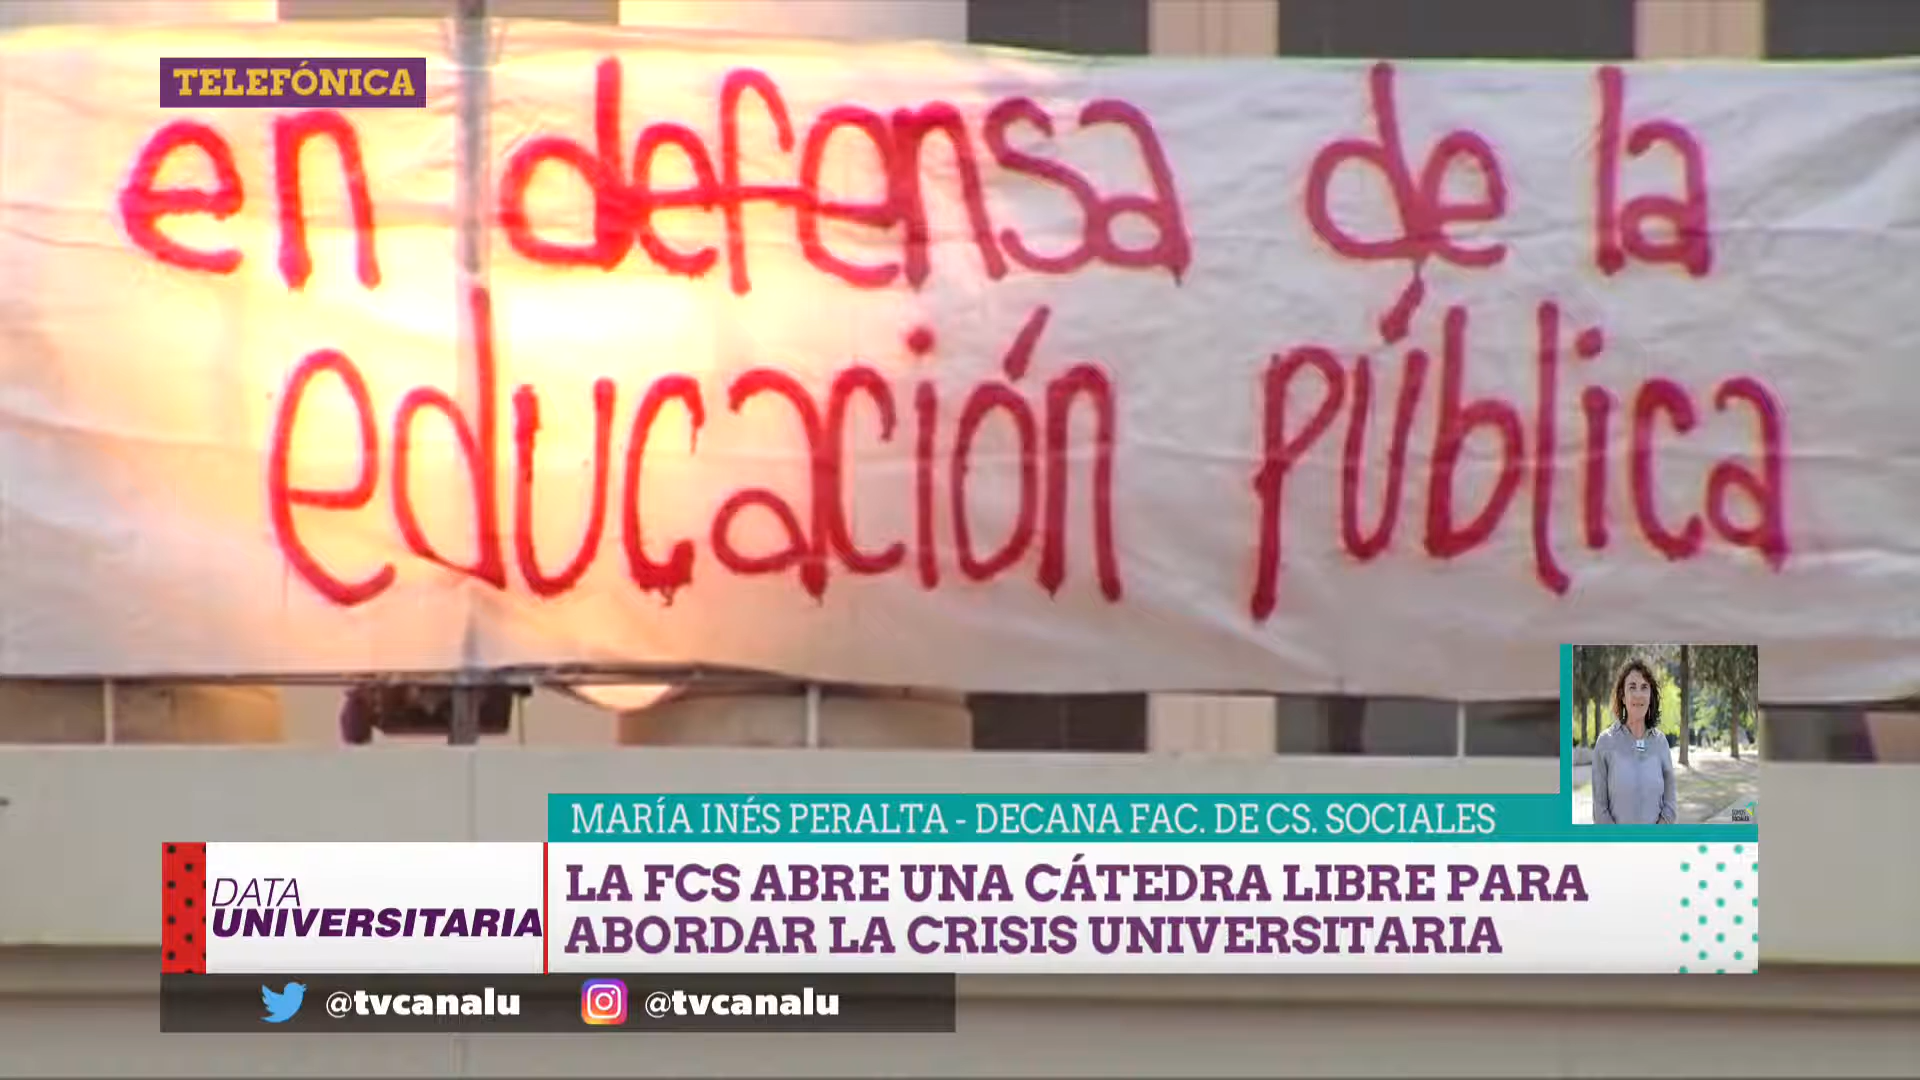 TELEFÓNICA
en defensa de la
educación pública
MARÍA INÉS PERALTA - DECANA FAC. DE CS. SOCIALES
DATA
UNIVERSITARIA
LA FCS ABRE UNA CÁTEDRA LIBRE PARA
ABORDAR LA CRISIS UNIVERSITARIA
@tvcanalu @tvcanalu